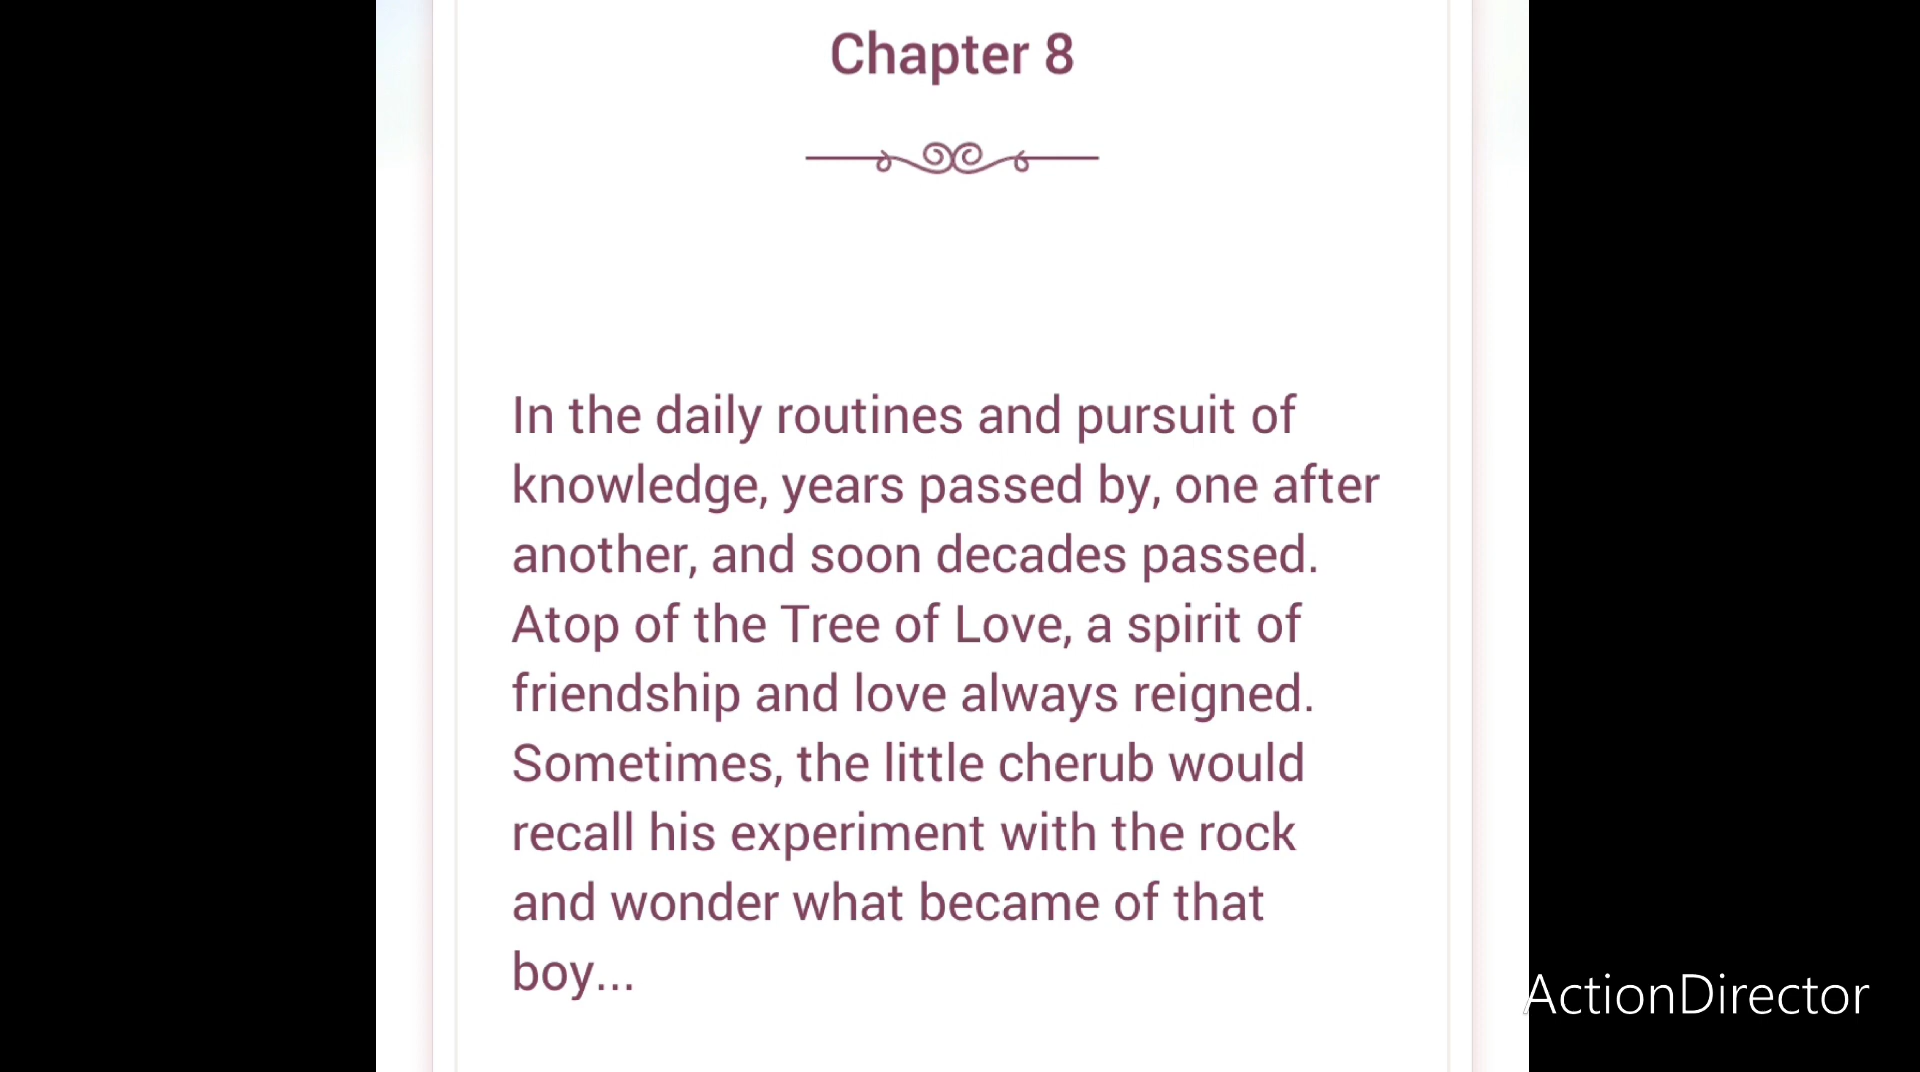 Chapter 8
In the daily routines and pursuit of
knowledge, years passed by, one after
another, and soon decades passed.
Atop of the Tree of Love, a spirit of
friendship and love always reigned.
Sometimes, the little cherub would
recall his experiment with the rock
and wonder what became of that
boy...
ActionDirector